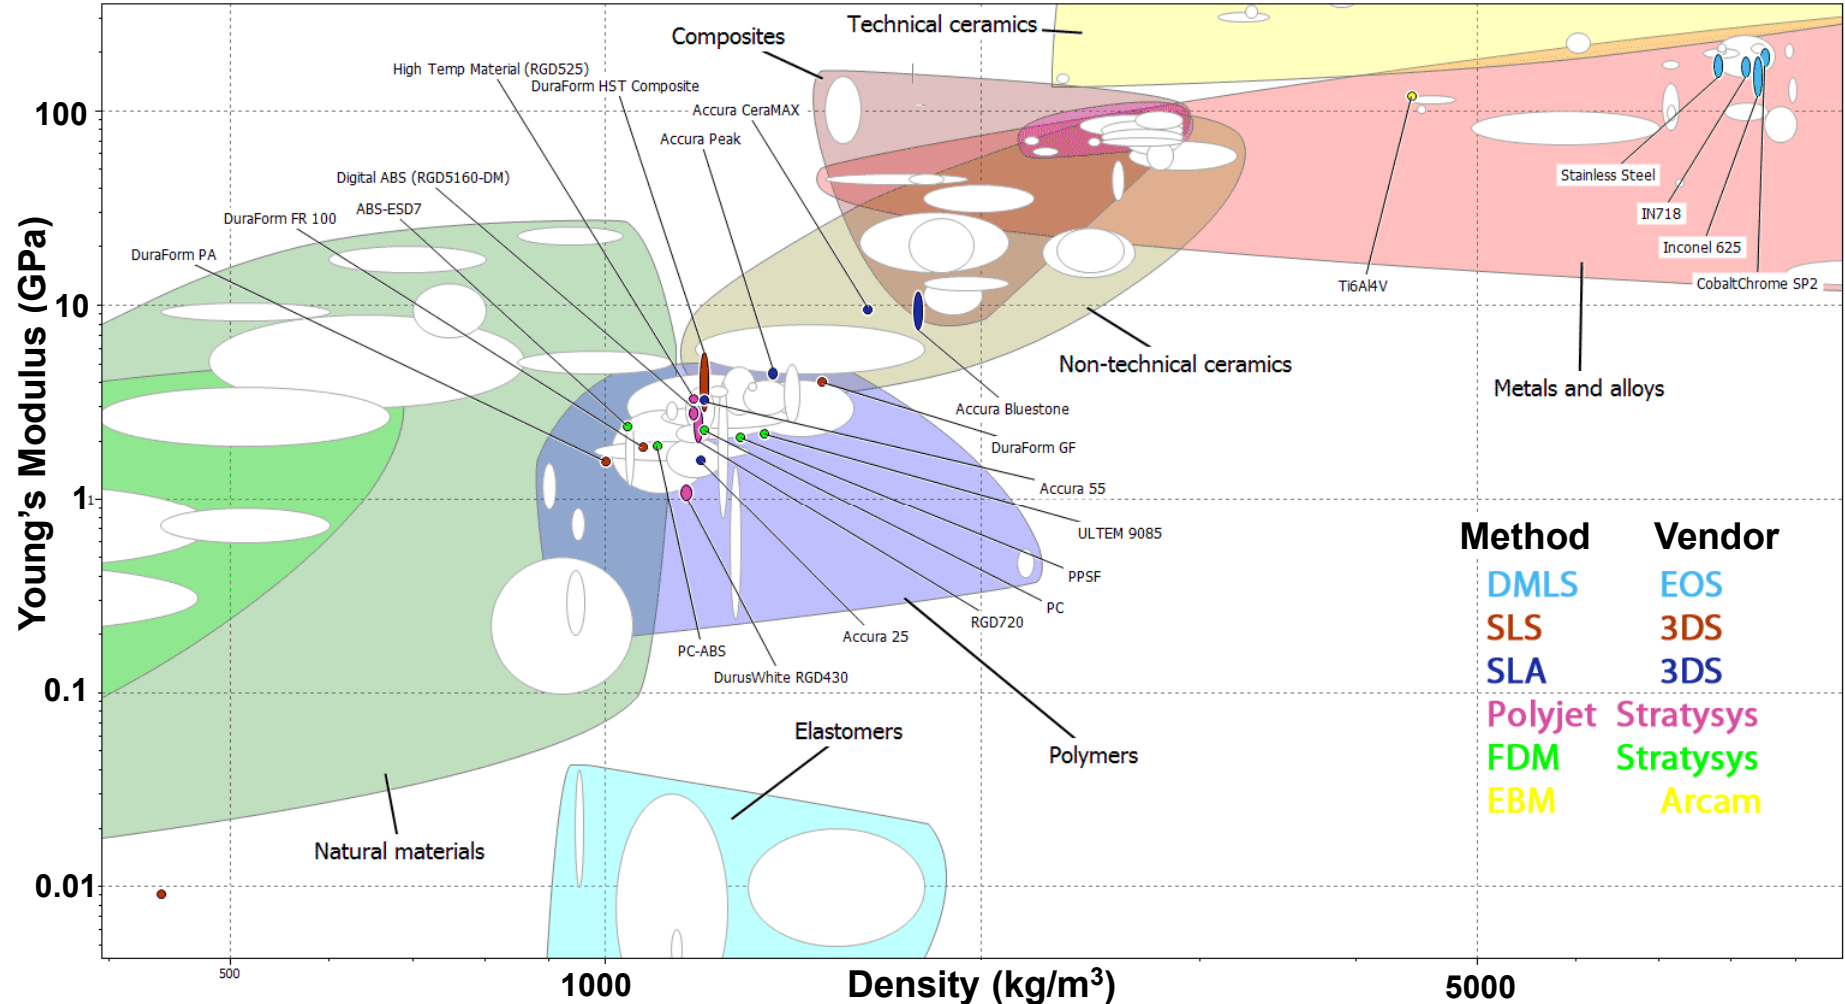 Technical ceramics
Composites
High Temp Material (RGD525)
DuraForm HST Composite
Accura CeraMAX
Accura Peak
Digital ABS (RGD5160-DM)
ABS-ESD7
DuraForm FR 100
DuraForm PA
Stainless Steel
IN718
Inconel 625
CobaltChrome SP2
Ti6Al4V
Non-technical ceramics
Metals and alloys
Accura Bluestone
DuraForm GF
Accura 55
ULTEM 9085
PPSF
PC
RGD720
Accura 25
PC-ABS
DurusWhite RGD430
Elastomers
Polymers
Natural materials
Young's Modulus (GPa)
100
10
1
1
0.1
0.01
500
1000
Density (kg/m³)
5000
Method Vendor
DMLS EOS
SLS 3DS
SLA 3DS
Polyjet Stratysys
FDM Stratysys
EBM Arcam